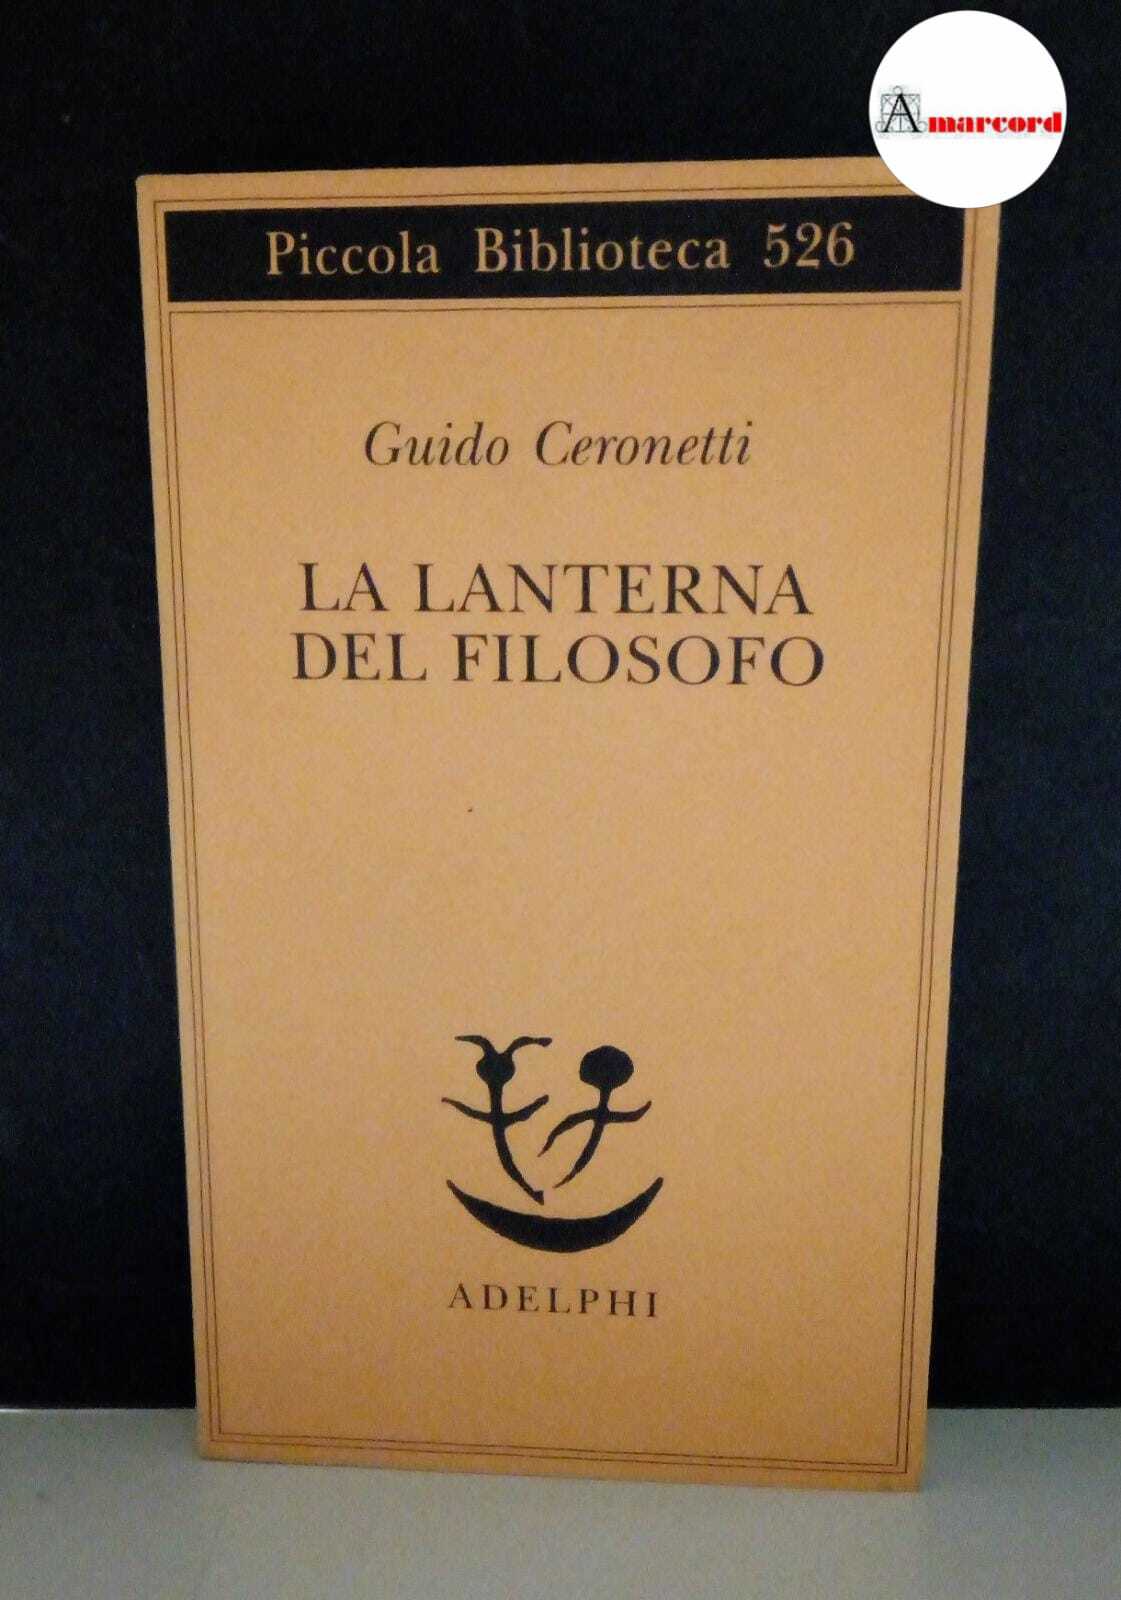 Amarcord
Piccola Biblioteca 526
Guido Ceronetti
LA LANTERNA
DEL FILOSOFO
ADELPHI